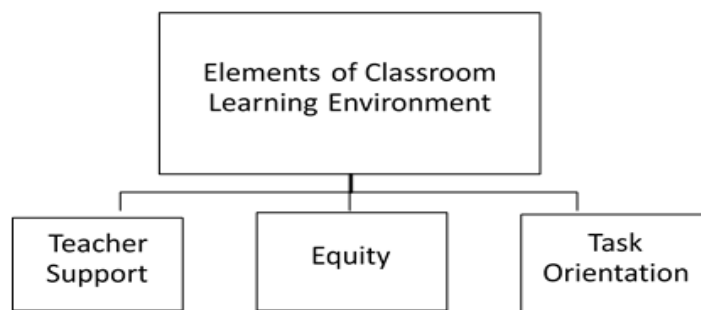 Elements of Classroom
Learning Environment
Teacher
Support
Equity
Task
Orientation